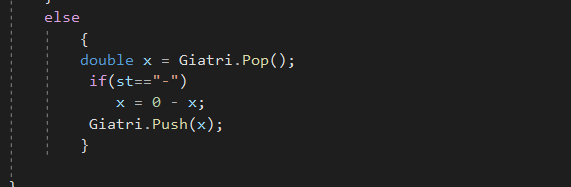 }
else
{
double x = Giatri.Pop();
if(st=="-")
x = 0 - x;
Giatri.Push(x);
}
}